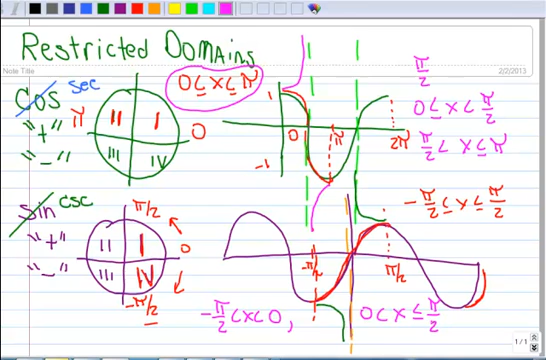 Restricted Domains
Note Title
2/2/2013
Cos sec
0 ≤ x ≤ π
"+"
"-"
π
II I
III IV
0
1
0
π
2π
-1
π/2
0 ≤ x < π/2
π/2 < x ≤ π
Sin csc
"+"
"-"
π/2
II I
III IV
0
-π/2
-π/2
π/2
-π/2 ≤ x ≤ π/2
-π/2 < x < 0,
0 < x ≤ π/2
1/1